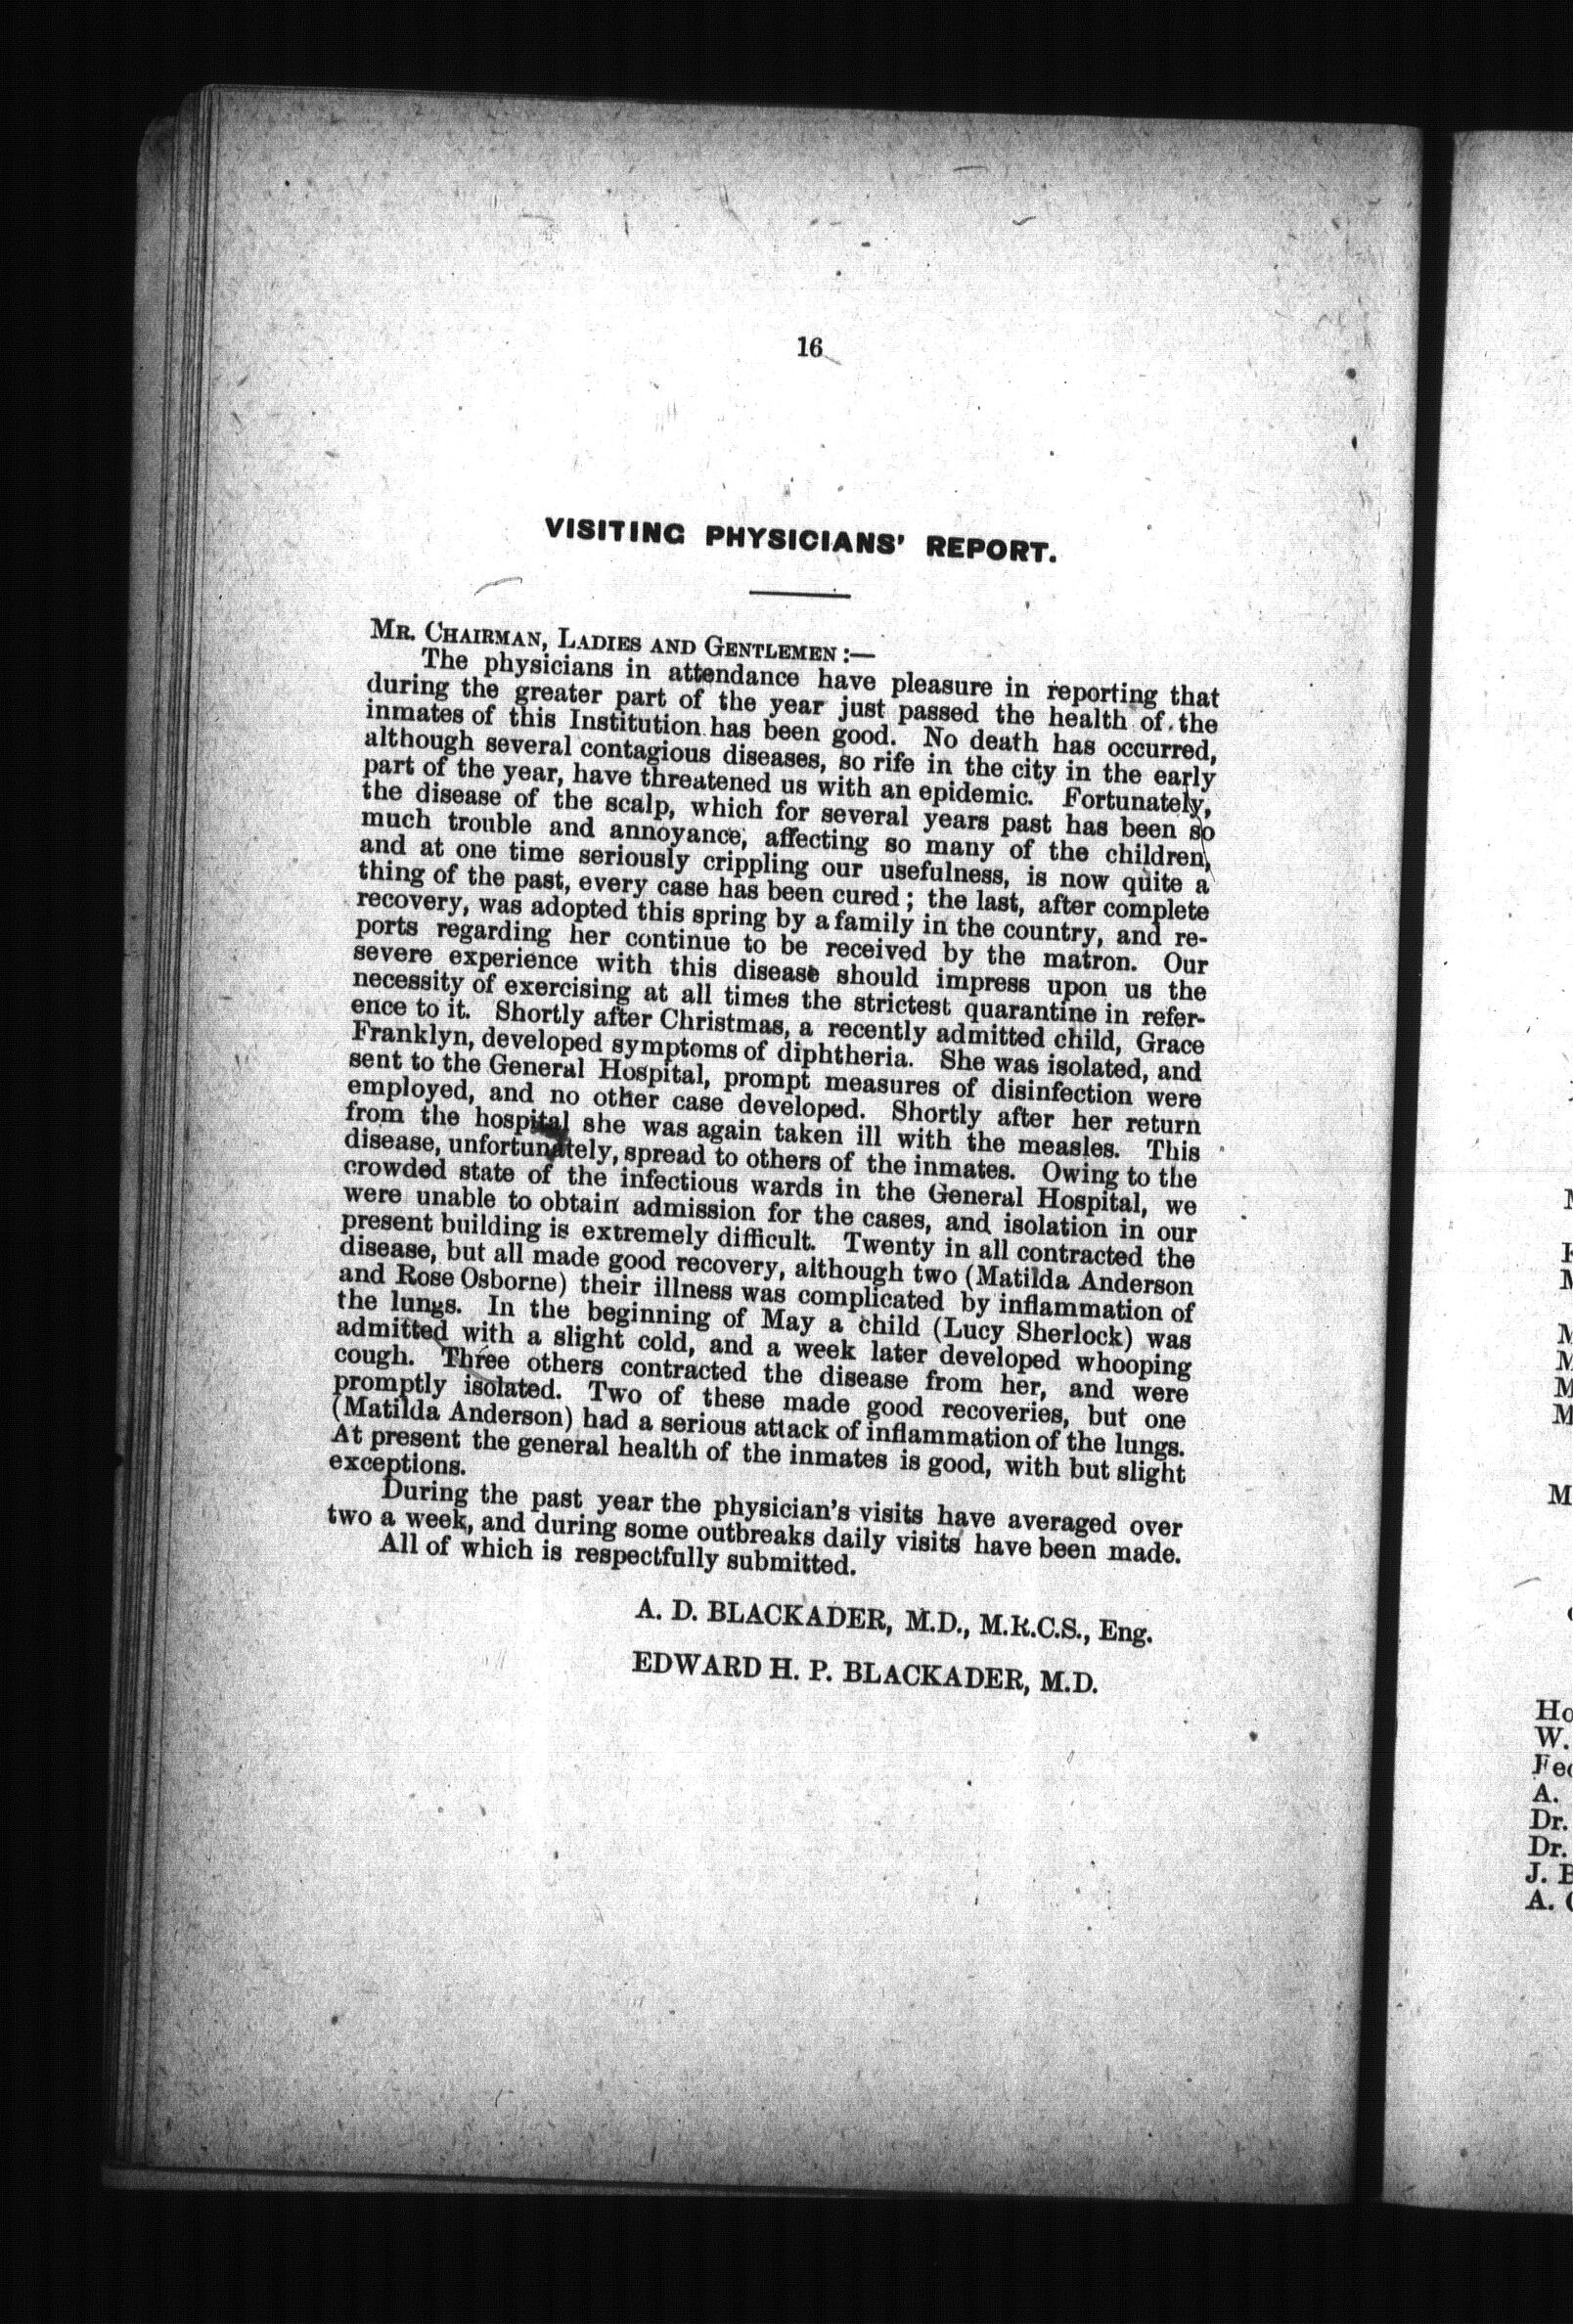 16
VISITING PHYSICIANS' REPORT.
MR. CHAIRMAN, LADIES AND GENTLEMEN :—
The physicians in attendance have pleasure in reporting that
during the greater part of the year just passed the health of the
inmates of this Institution has been good. No death has occurred,
although several contagious diseases, so rife in the city in the early
part of the year, have threatened us with an epidemic. Fortunately,
the disease of the scalp, which for several years past has been so
much trouble and annoyance, affecting so many of the children,
and at one time seriously crippling our usefulness, is now quite a
thing of the past, every case has been cured ; the last, after complete
recovery, was adopted this spring by a family in the country, and re-
ports regarding her continue to be received by the matron. Our
severe experience with this disease should impress upon us the
necessity of exercising at all times the strictest quarantine in refer-
ence to it. Shortly after Christmas, a recently admitted child, Grace
Franklyn, developed symptoms of diphtheria. She was isolated, and
sent to the General Hospital, prompt measures of disinfection were
employed, and no other case developed. Shortly after her return
from the hospital she was again taken ill with the measles. This
disease, unfortunately, spread to others of the inmates. Owing to the
crowded state of the infectious wards in the General Hospital, we
were unable to obtain admission for the cases, and isolation in our
present building is extremely difficult. Twenty in all contracted the
disease, but all made good recovery, although two (Matilda Anderson
and Rose Osborne) their illness was complicated by inflammation of
the lungs. In the beginning of May a child (Lucy Sherlock) was
admitted with a slight cold, and a week later developed whooping
cough. Three others contracted the disease from her, and were
promptly isolated. Two of these made good recoveries, but one
(Matilda Anderson) had a serious attack of inflammation of the lungs.
At present the general health of the inmates is good, with but slight
exceptions.
During the past year the physician's visits have averaged over
two a week, and during some outbreaks daily visits have been made.
All of which is respectfully submitted.
A. D. BLACKADER, M.D., M.R.C.S., Eng.
EDWARD H. P. BLACKADER, M.D.
M
M
M
M
M
M
Ho
W.
Fec
A.
Dr.
Dr.
J. B
A. C